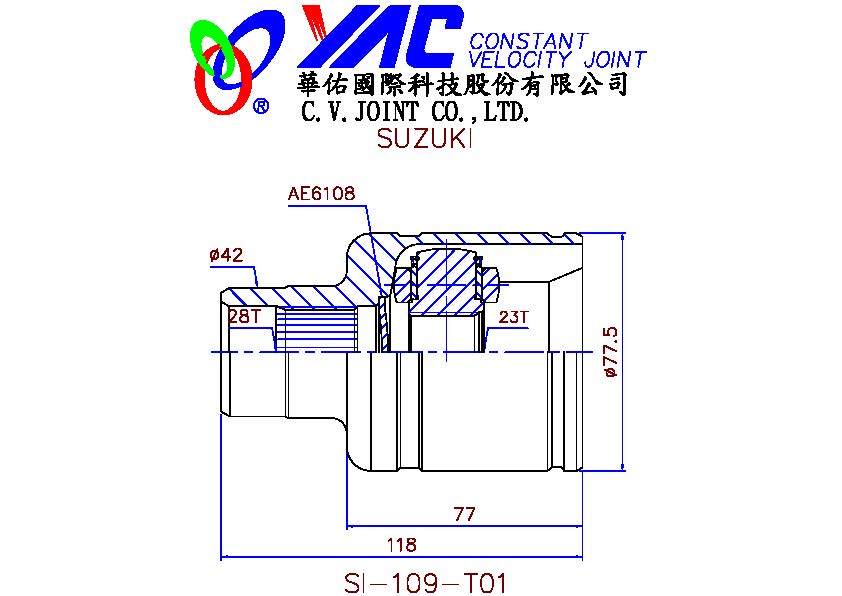 YAC CONSTANT
VELOCITY JOINT
®
華佑國際科技股份有限公司
C.V.JOINT CO.,LTD.
SUZUKI
AE6108
ø42
28T
23T
ø77.5
77
118
SI-109-T01